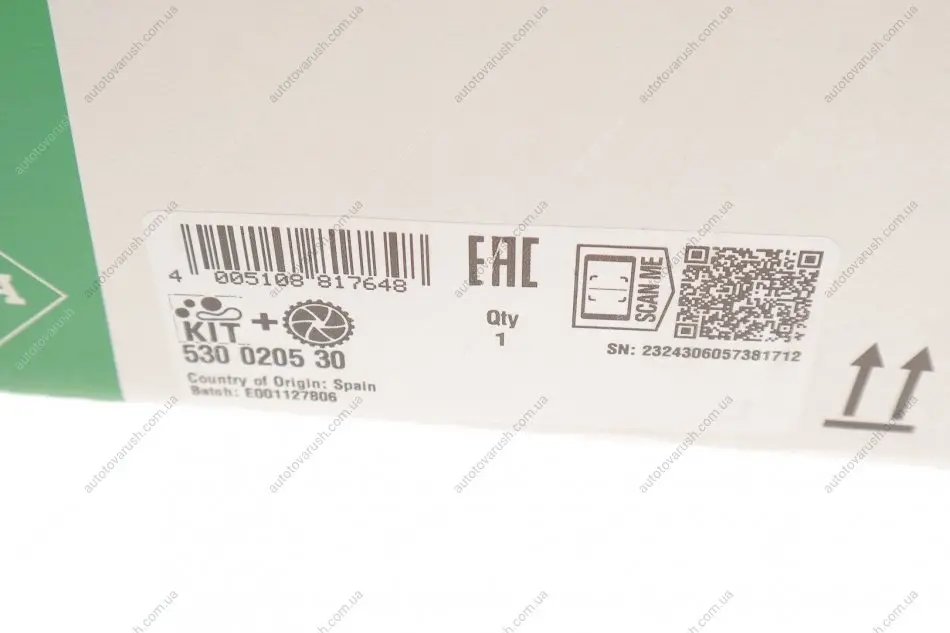 4 005108 817648
EAC
Qty
1
SCAN ME
KIT +
530 0205 30
SN: 2324306057381712
Country of Origin: Spain
Batch: E001127806
A
autotovarush.com.ua